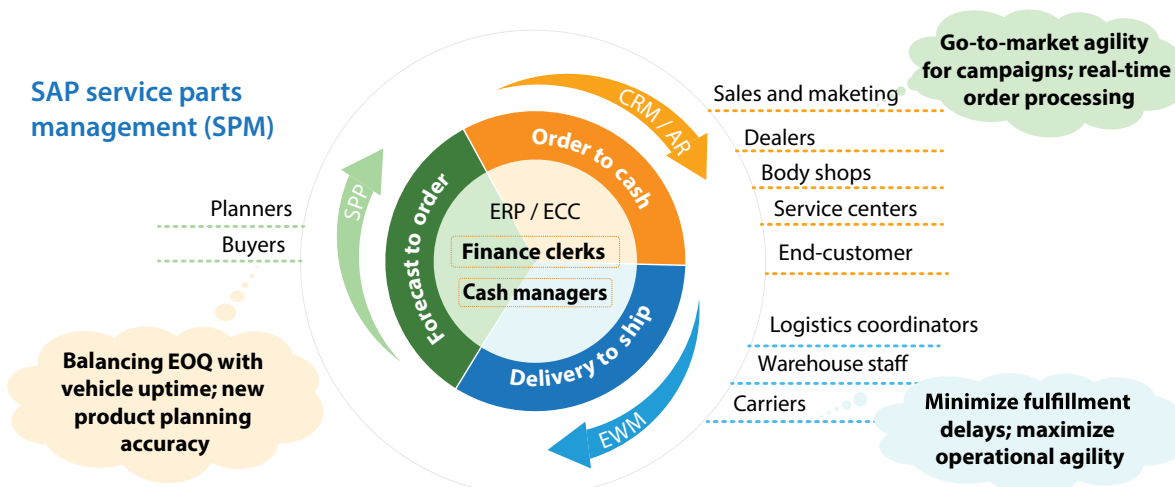 SAP service parts
management (SPM)
Planners
Buyers
Balancing EOQ with
vehicle uptime; new
product planning
accuracy
SPP
Forecast to order
Order to cash
Delivery to ship
ERP / ECC
Finance clerks
Cash managers
CRM / AR
EWM
Sales and maketing
Dealers
Body shops
Service centers
End-customer
Go-to-market agility
for campaigns; real-time
order processing
Logistics coordinators
Warehouse staff
Carriers
Minimize fulfillment
delays; maximize
operational agility